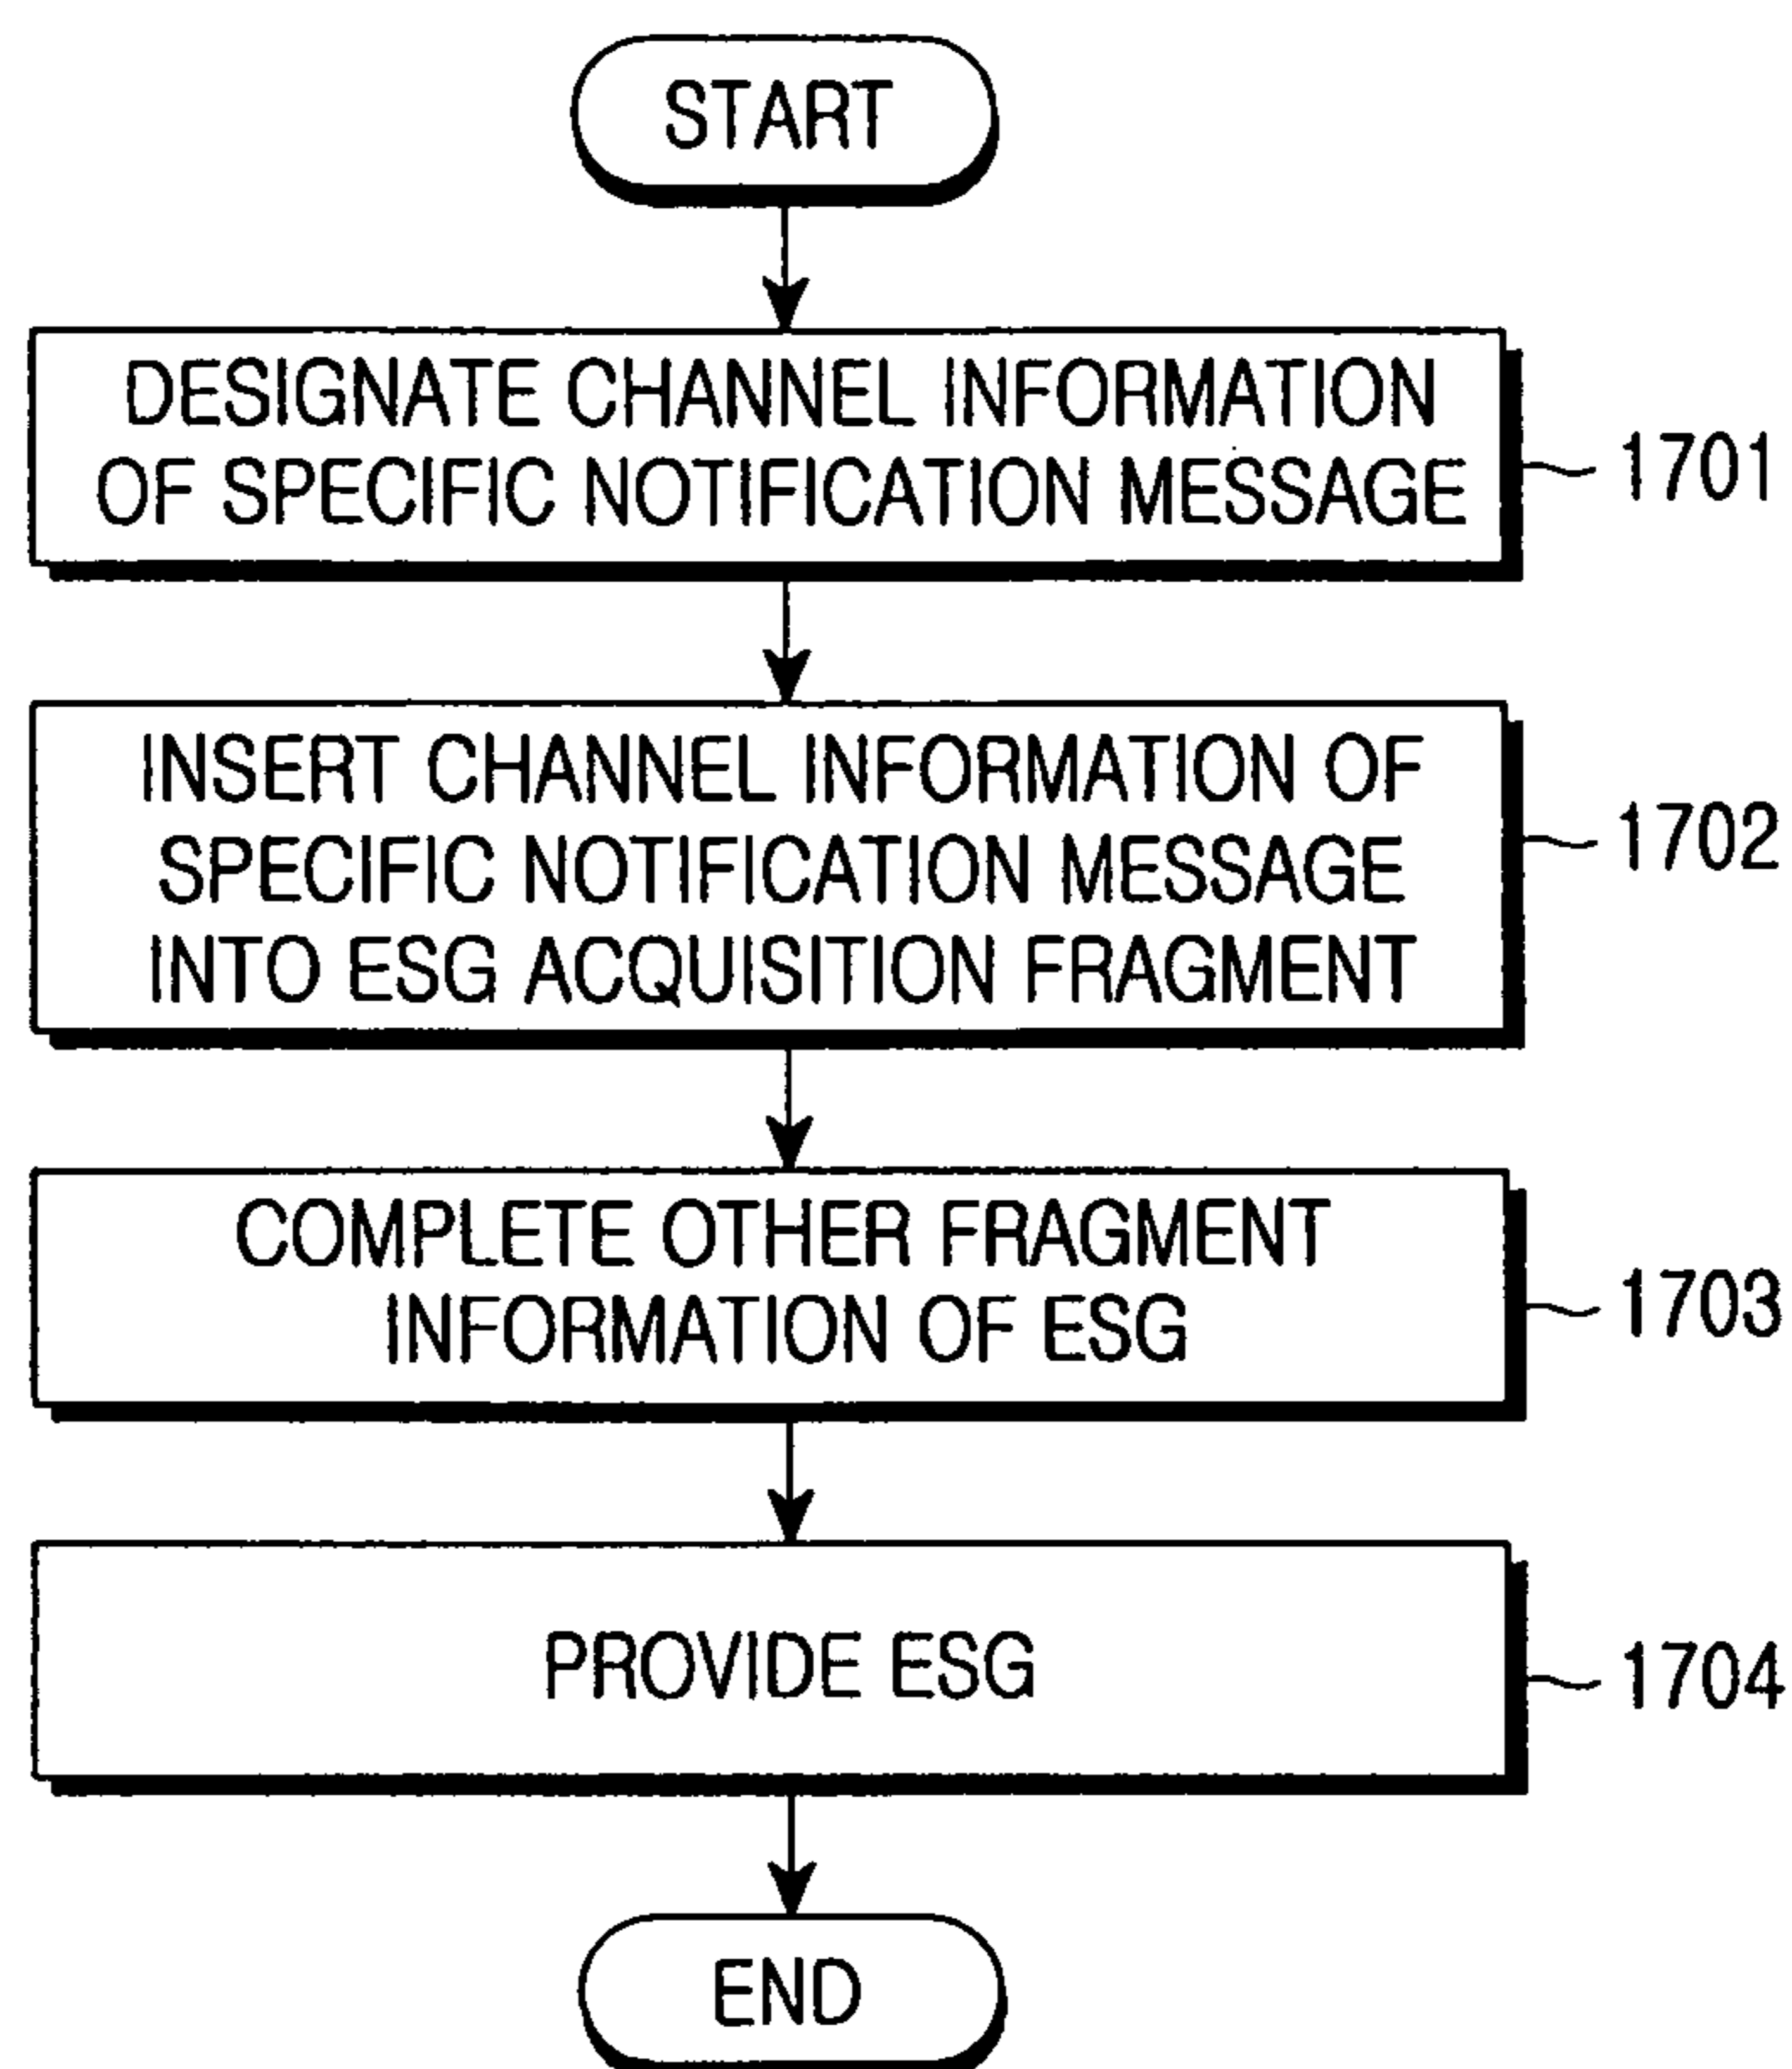 START
DESIGNATE CHANNEL INFORMATION
OF SPECIFIC NOTIFICATION MESSAGE
1701
INSERT CHANNEL INFORMATION OF
SPECIFIC NOTIFICATION MESSAGE
INTO ESG ACQUISITION FRAGMENT
1702
COMPLETE OTHER FRAGMENT
INFORMATION OF ESG
1703
PROVIDE ESG
1704
END